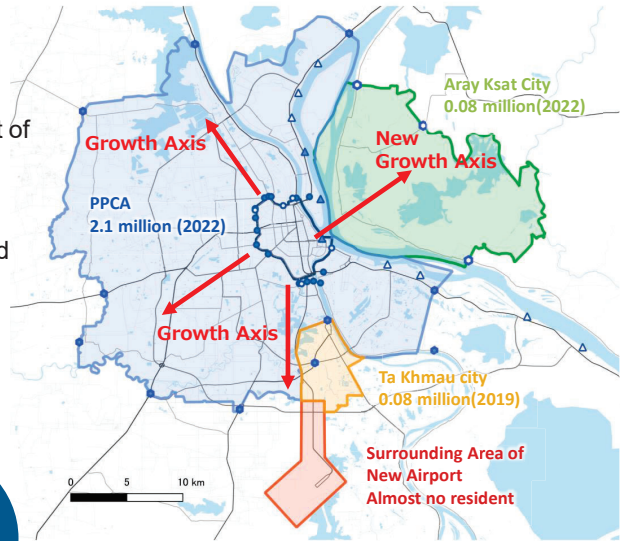 t of
d
Aray Ksat City
0.08 million(2022)
Growth Axis
New
Growth Axis
PPCA
2.1 million (2022)
Growth Axis
Ta Khmau city
0.08 million(2019)
Surrounding Area of
New Airport
Almost no resident
0 5 10 km